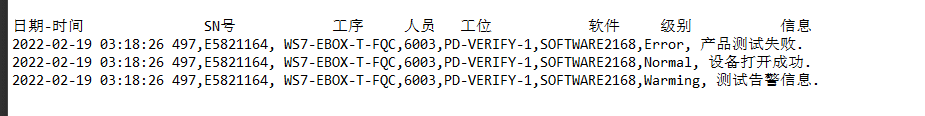 日期-时间 SN号 工序 人员 工位 软件 级别 信息
2022-02-19 03:18:26 497,E5821164, WS7-EBOX-T-FQC,6003,PD-VERIFY-1,SOFTWARE2168,Error, 产品测试失败.
2022-02-19 03:18:26 497,E5821164, WS7-EBOX-T-FQC,6003,PD-VERIFY-1,SOFTWARE2168,Normal, 设备打开成功.
2022-02-19 03:18:26 497,E5821164, WS7-EBOX-T-FQC,6003,PD-VERIFY-1,SOFTWARE2168,Warming, 测试告警信息.